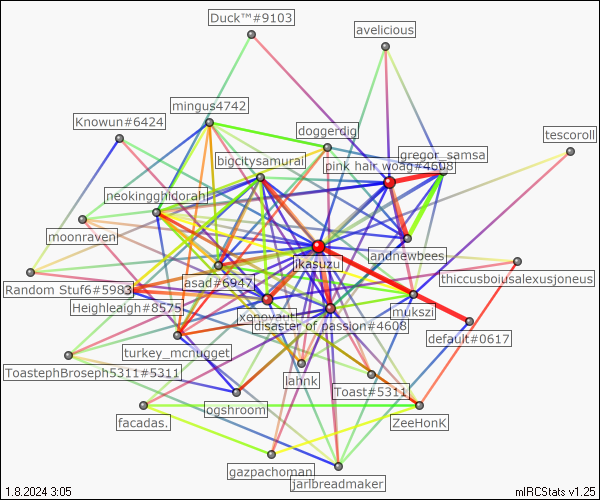 Duck™#9103
avelicious
mingus4742
Knowun#6424
doggerdig
tescoroll
gregor_samsa
bigcitysamurai
pink hair woag#4608
neokingghidorah
moonraven
andnewbees
ikasuzu
thiccusboiusalexusjoneus
asad#6947
Random Stuf6#5983
Heighleaigh#8575
mukszi
disaster of passion#4608
default#0617
turkey_mcnugget
ToastephBroseph5311#5311
lahnk
Toast#5311
ogshroom
facadas.
ZeeHonK
gazpachoman
jarlbreadmaker
1.8.2024 3:05
mIRCStats v1.25